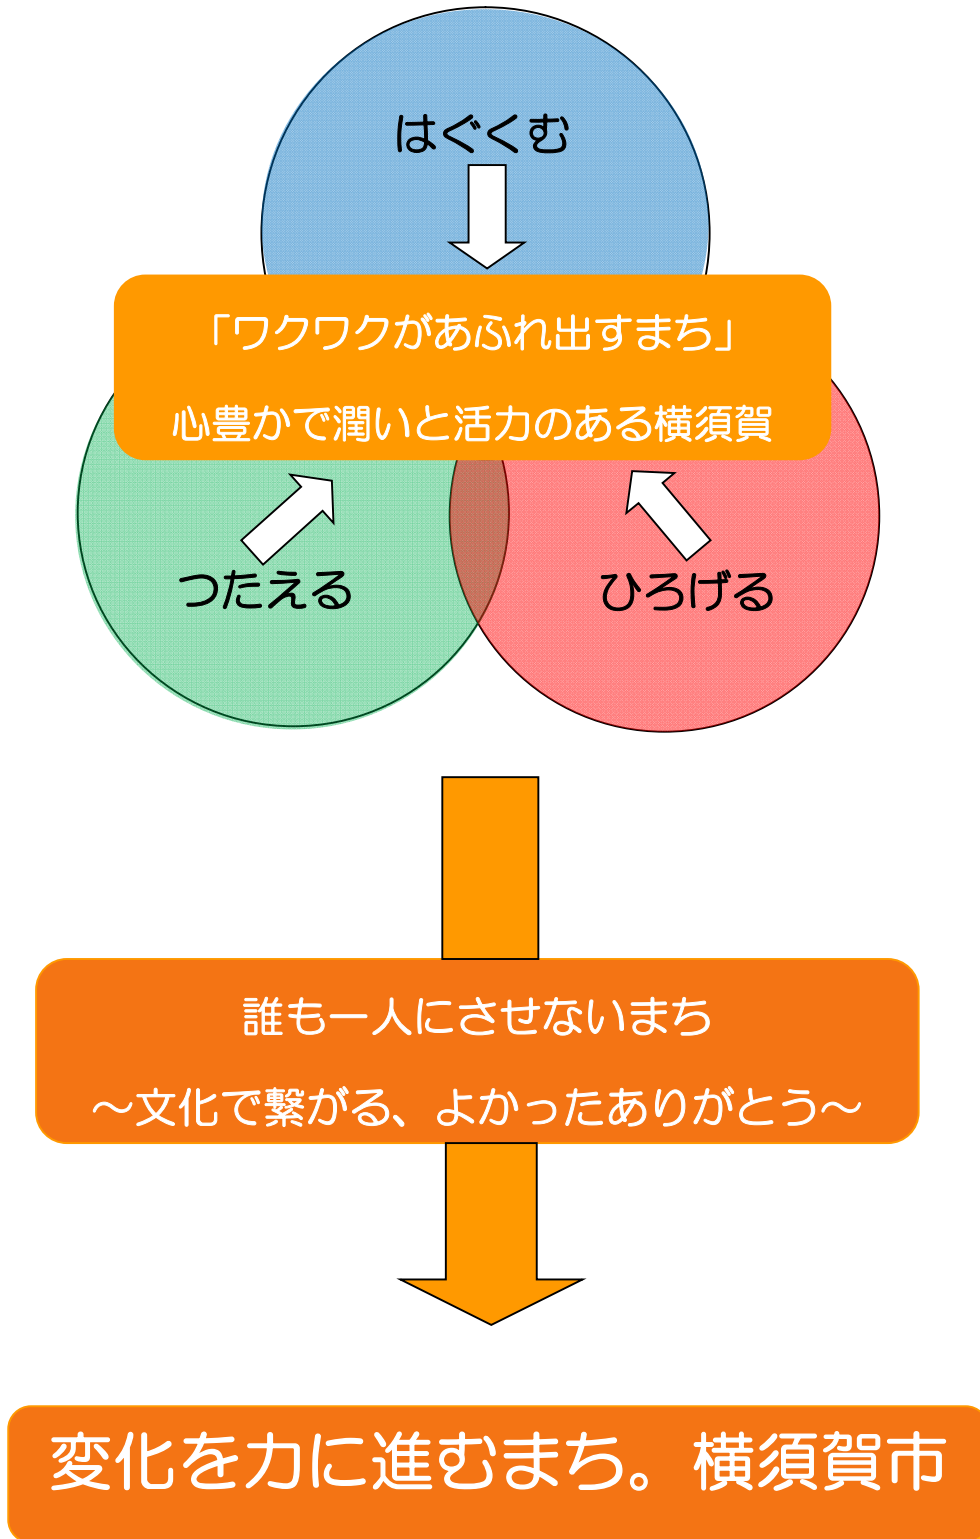 はぐくむ
「ワクワクがあふれ出すまち」
心豊かで潤いと活力のある横須賀
つたえる
ひろげる
誰も一人にさせないまち
～文化で繋がる、よかったありがとう～
変化を力に進むまち。横須賀市